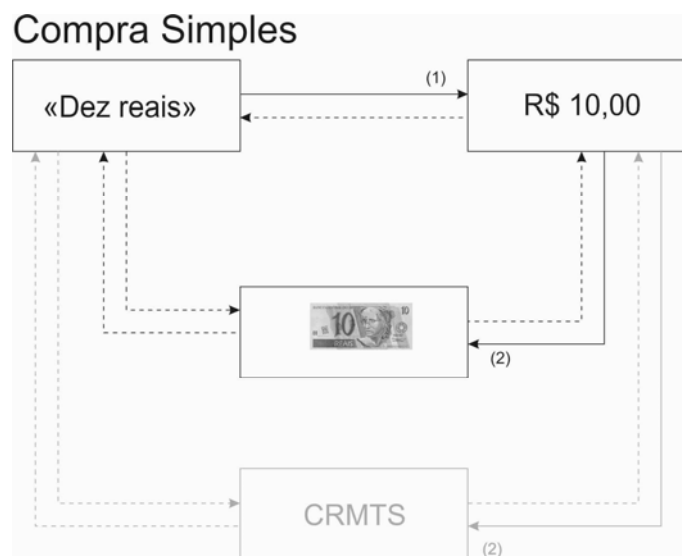 Compra Simples
(1)
«Dez reais»
R$ 10,00
10
10
REAIS
(2)
CRMTS
(2)